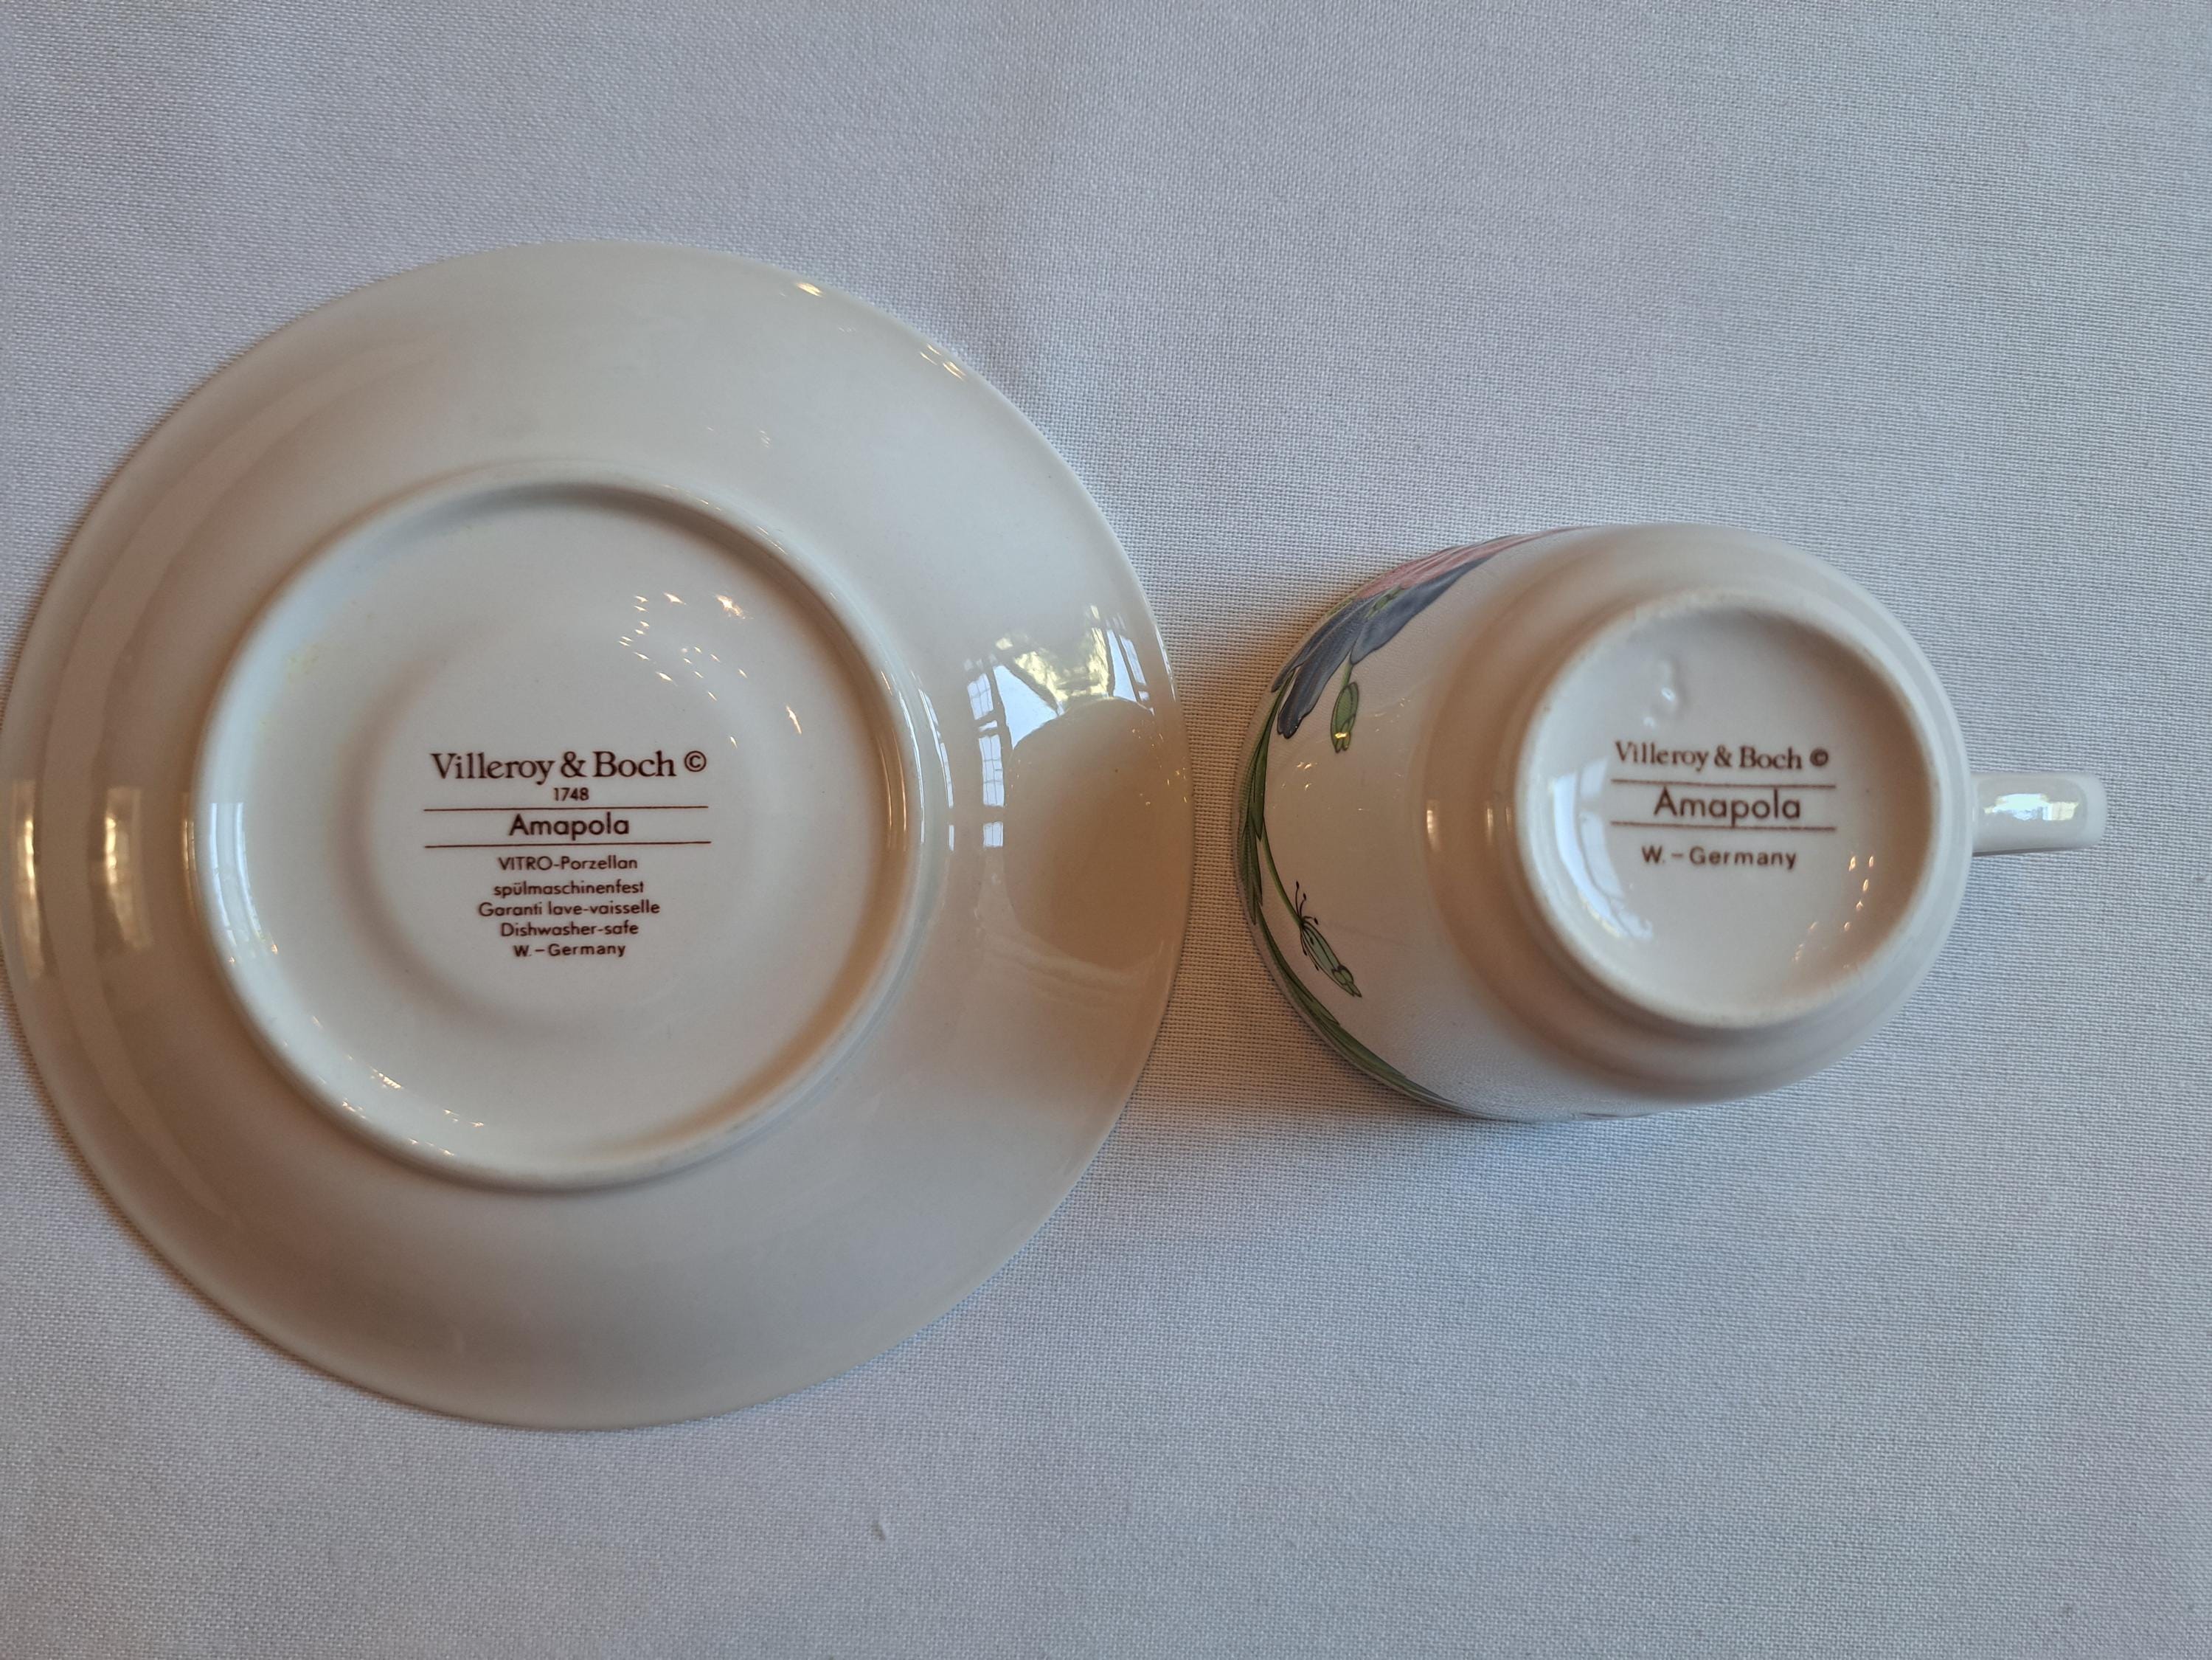 Villeroy & Boch ©
1748
Amapola
VITRO-Porzellan
spülmaschinenfest
Garanti lave-vaisselle
Dishwasher-safe
W.-Germany
Villeroy & Boch ©
Amapola
W.-Germany